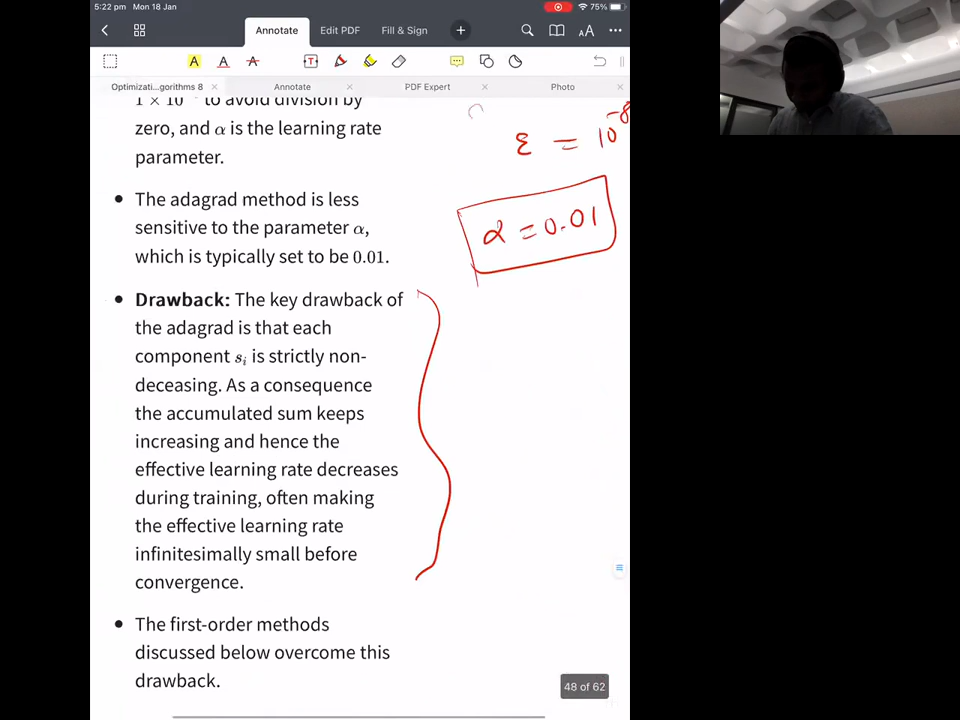 5:22 pm Mon 18 Jan
75%
Annotate
Edit PDF
Fill & Sign
AA
Optimizati...gorithms 8
Annotate
PDF Expert
Photo
to avoid division by
zero, and α is the learning rate
parameter.
ε = 10^-8
• The adagrad method is less
sensitive to the parameter α,
which is typically set to be 0.01.
α = 0.01
• Drawback: The key drawback of
the adagrad is that each
component s_i is strictly non-
deceasing. As a consequence
the accumulated sum keeps
increasing and hence the
effective learning rate decreases
during training, often making
the effective learning rate
infinitesimally small before
convergence.
• The first-order methods
discussed below overcome this
drawback.
48 of 62